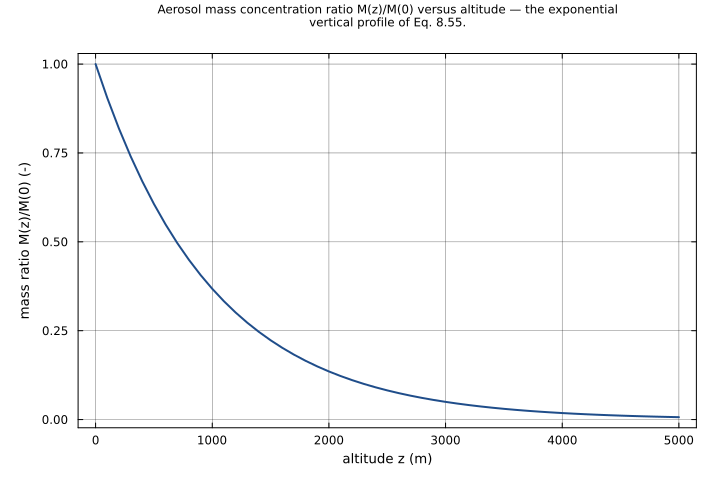 Aerosol mass concentration ratio M(z)/M(0) versus altitude — the exponential
vertical profile of Eq. 8.55.
mass ratio M(z)/M(0) (-)
1.00
0.75
0.50
0.25
0.00
0
1000
2000
3000
4000
5000
altitude z (m)